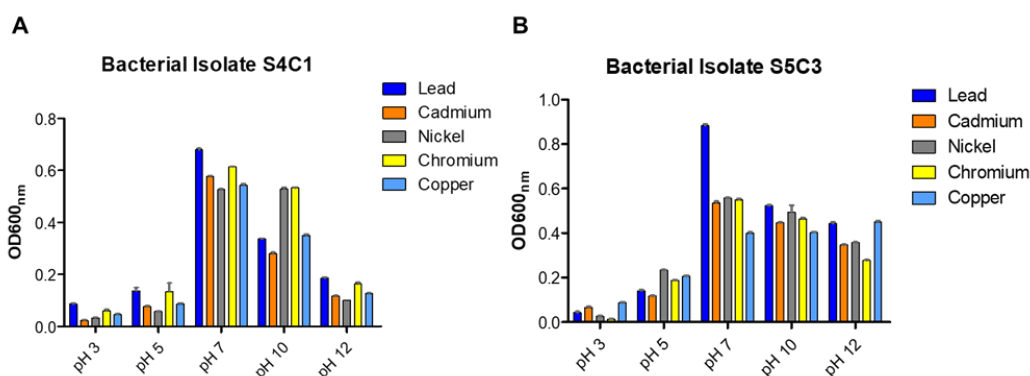 A
Bacterial Isolate S4C1
Lead
Cadmium
Nickel
Chromium
Copper
OD600nm
0.8
0.6
0.4
0.2
0.0
pH 3
pH 5
pH 7
pH 10
pH 12
B
Bacterial Isolate S5C3
Lead
Cadmium
Nickel
Chromium
Copper
OD600nm
1.0
0.8
0.6
0.4
0.2
0.0
pH 3
pH 5
pH 7
pH 10
pH 12